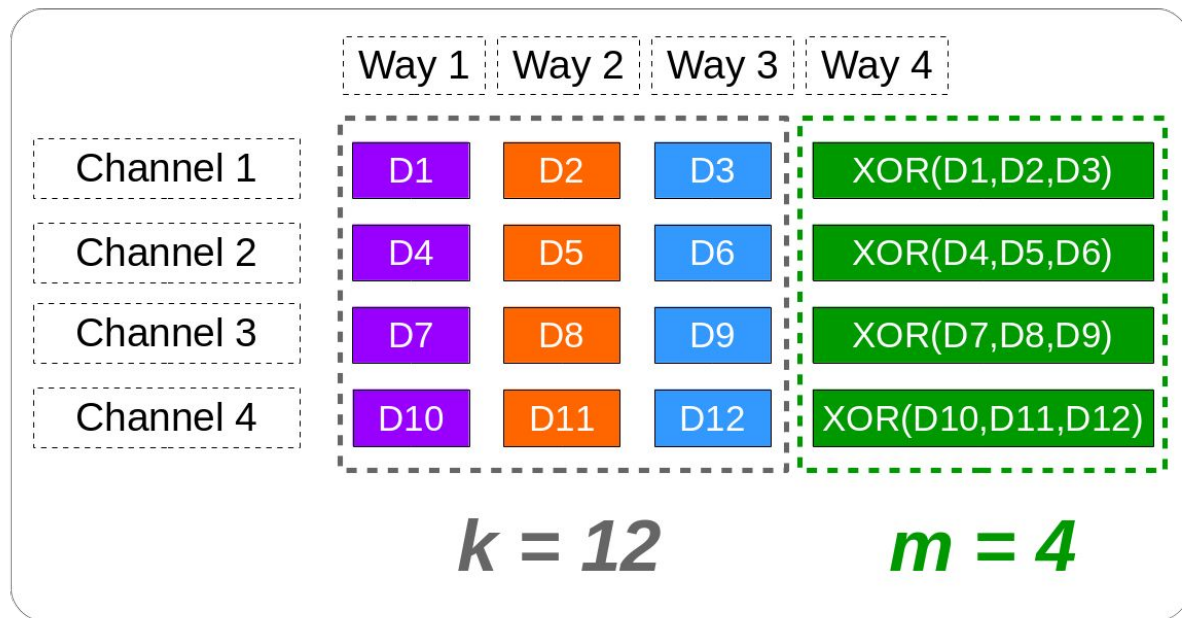 Way 1 Way 2 Way 3 Way 4
Channel 1 D1 D2 D3 XOR(D1,D2,D3)
Channel 2 D4 D5 D6 XOR(D4,D5,D6)
Channel 3 D7 D8 D9 XOR(D7,D8,D9)
Channel 4 D10 D11 D12 XOR(D10,D11,D12)
k = 12 m = 4